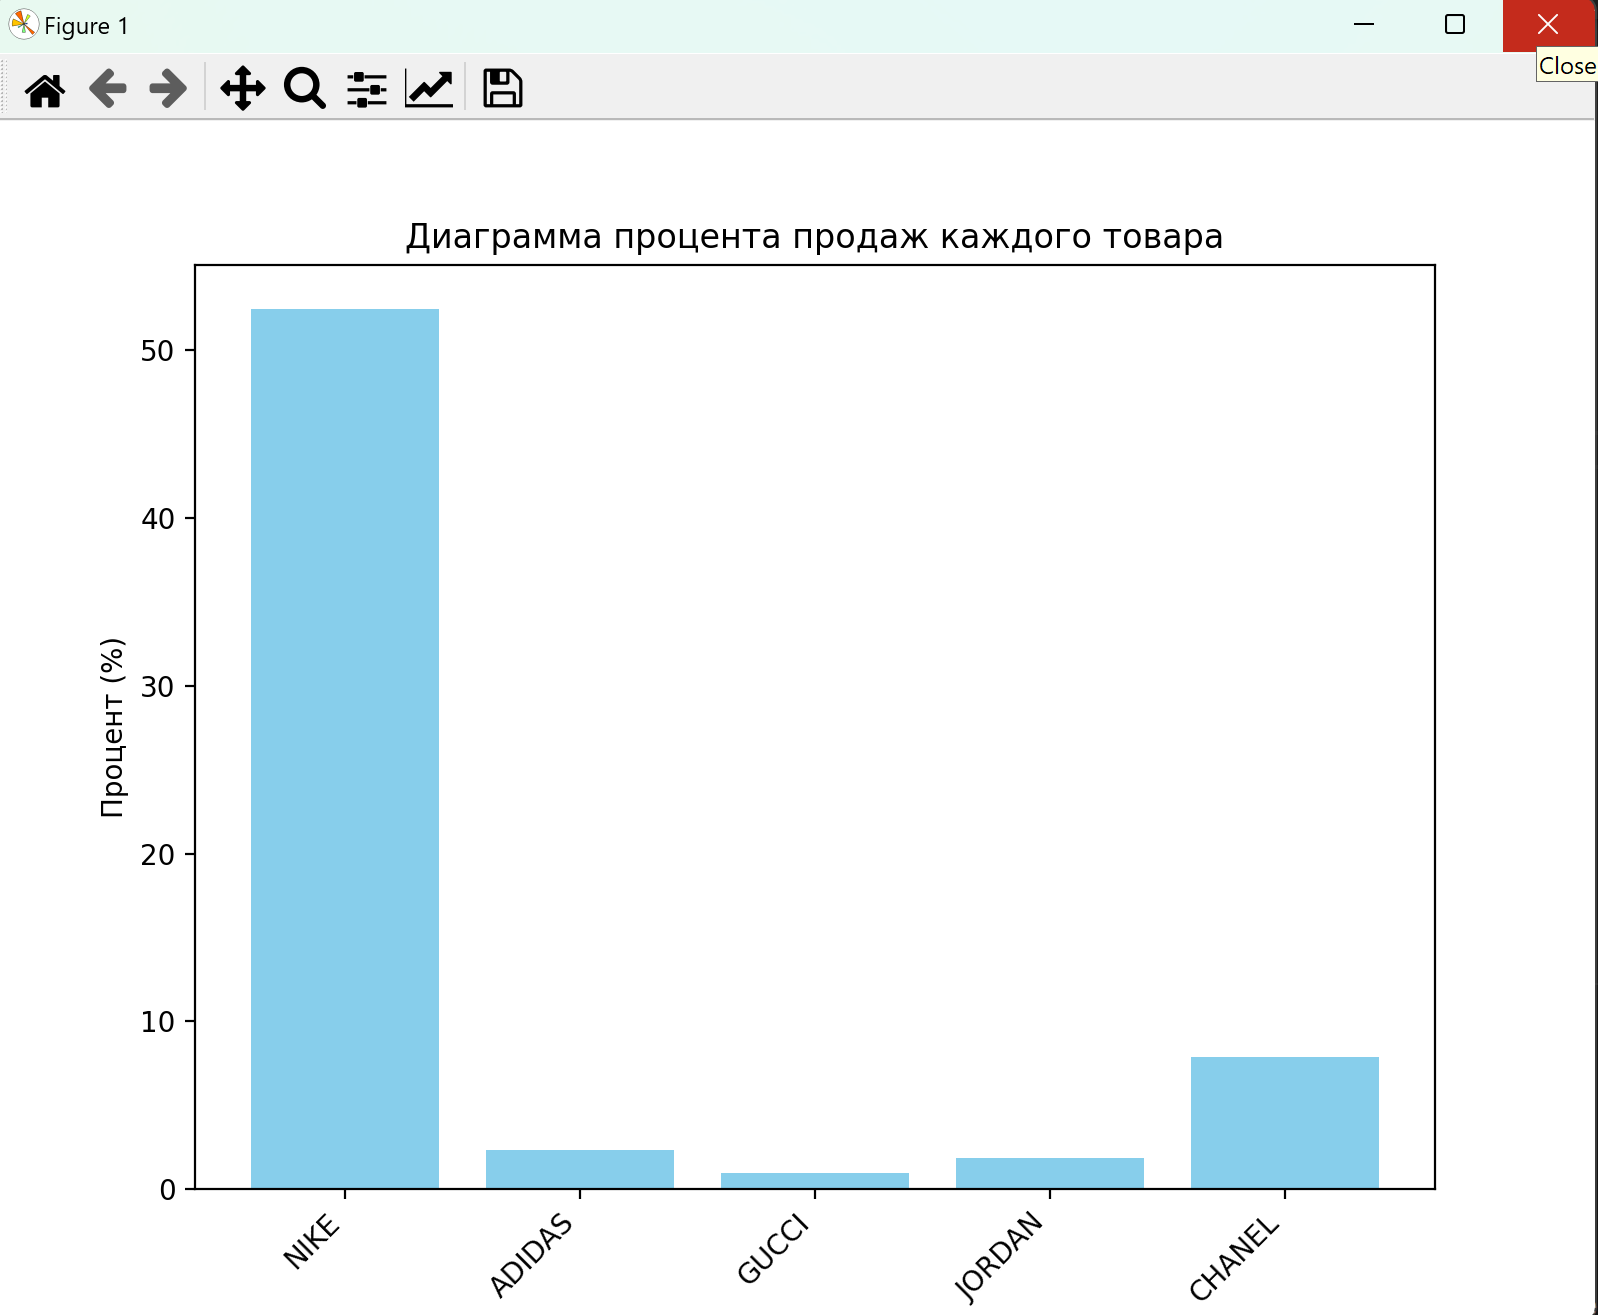 Figure 1
Close
Диаграмма процента продаж каждого товара
Процент (%)
50
40
30
20
10
0
NIKE
ADIDAS
GUCCI
JORDAN
CHANEL